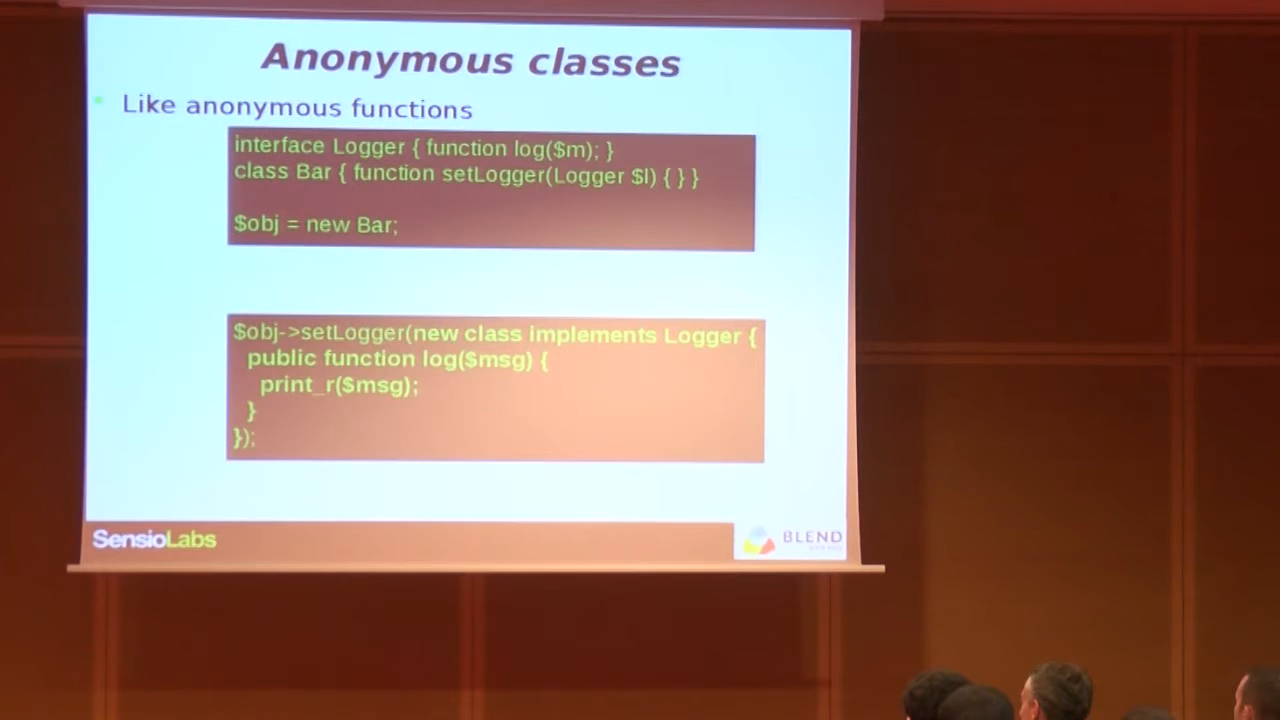 Anonymous classes
Like anonymous functions
interface Logger { function log($m); }
class Bar { function setLogger(Logger $l) { } }
$obj = new Bar;
$obj->setLogger(new class implements Logger {
public function log($msg) {
print_r($msg);
}
});
SensioLabs
BLEND